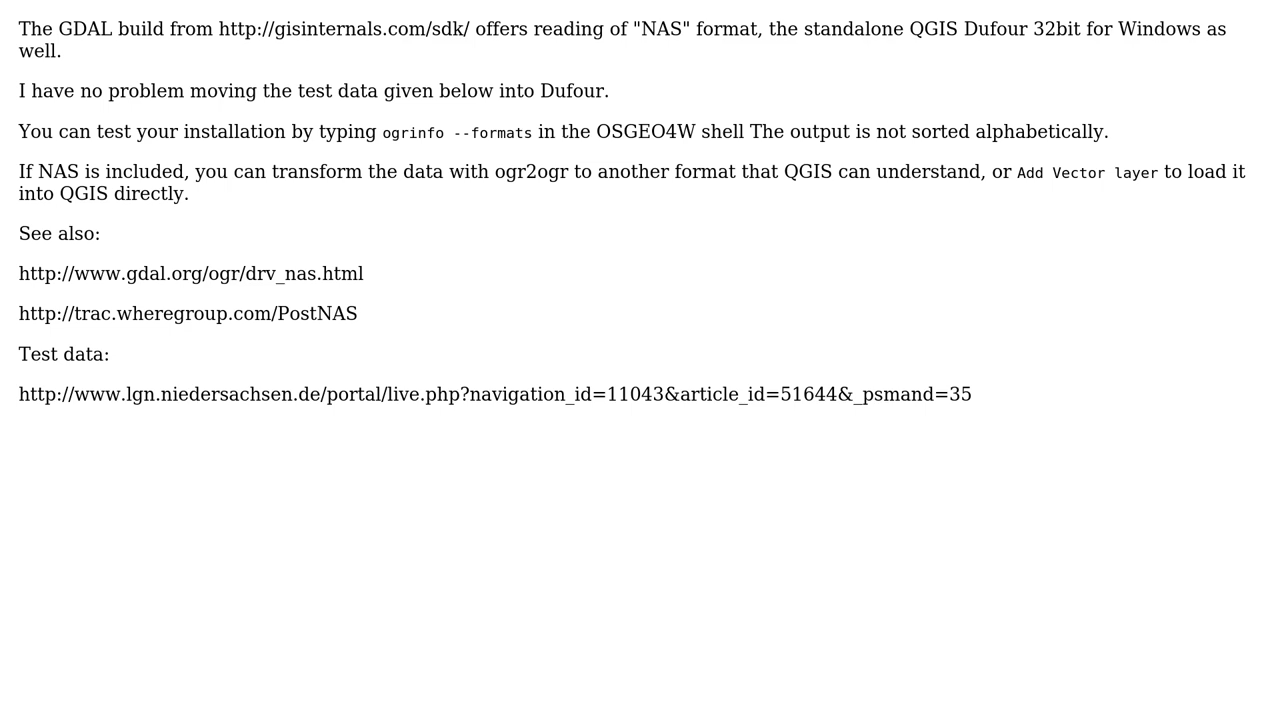 The GDAL build from http://gisinternals.com/sdk/ offers reading of "NAS" format, the standalone QGIS Dufour 32bit for Windows as
well.
I have no problem moving the test data given below into Dufour.
You can test your installation by typing ogrinfo --formats in the OSGEO4W shell The output is not sorted alphabetically.
If NAS is included, you can transform the data with ogr2ogr to another format that QGIS can understand, or Add Vector layer to load it
into QGIS directly.
See also:
http://www.gdal.org/ogr/drv_nas.html
http://trac.wheregroup.com/PostNAS
Test data:
http://www.lgn.niedersachsen.de/portal/live.php?navigation_id=11043&article_id=51644&_psmand=35